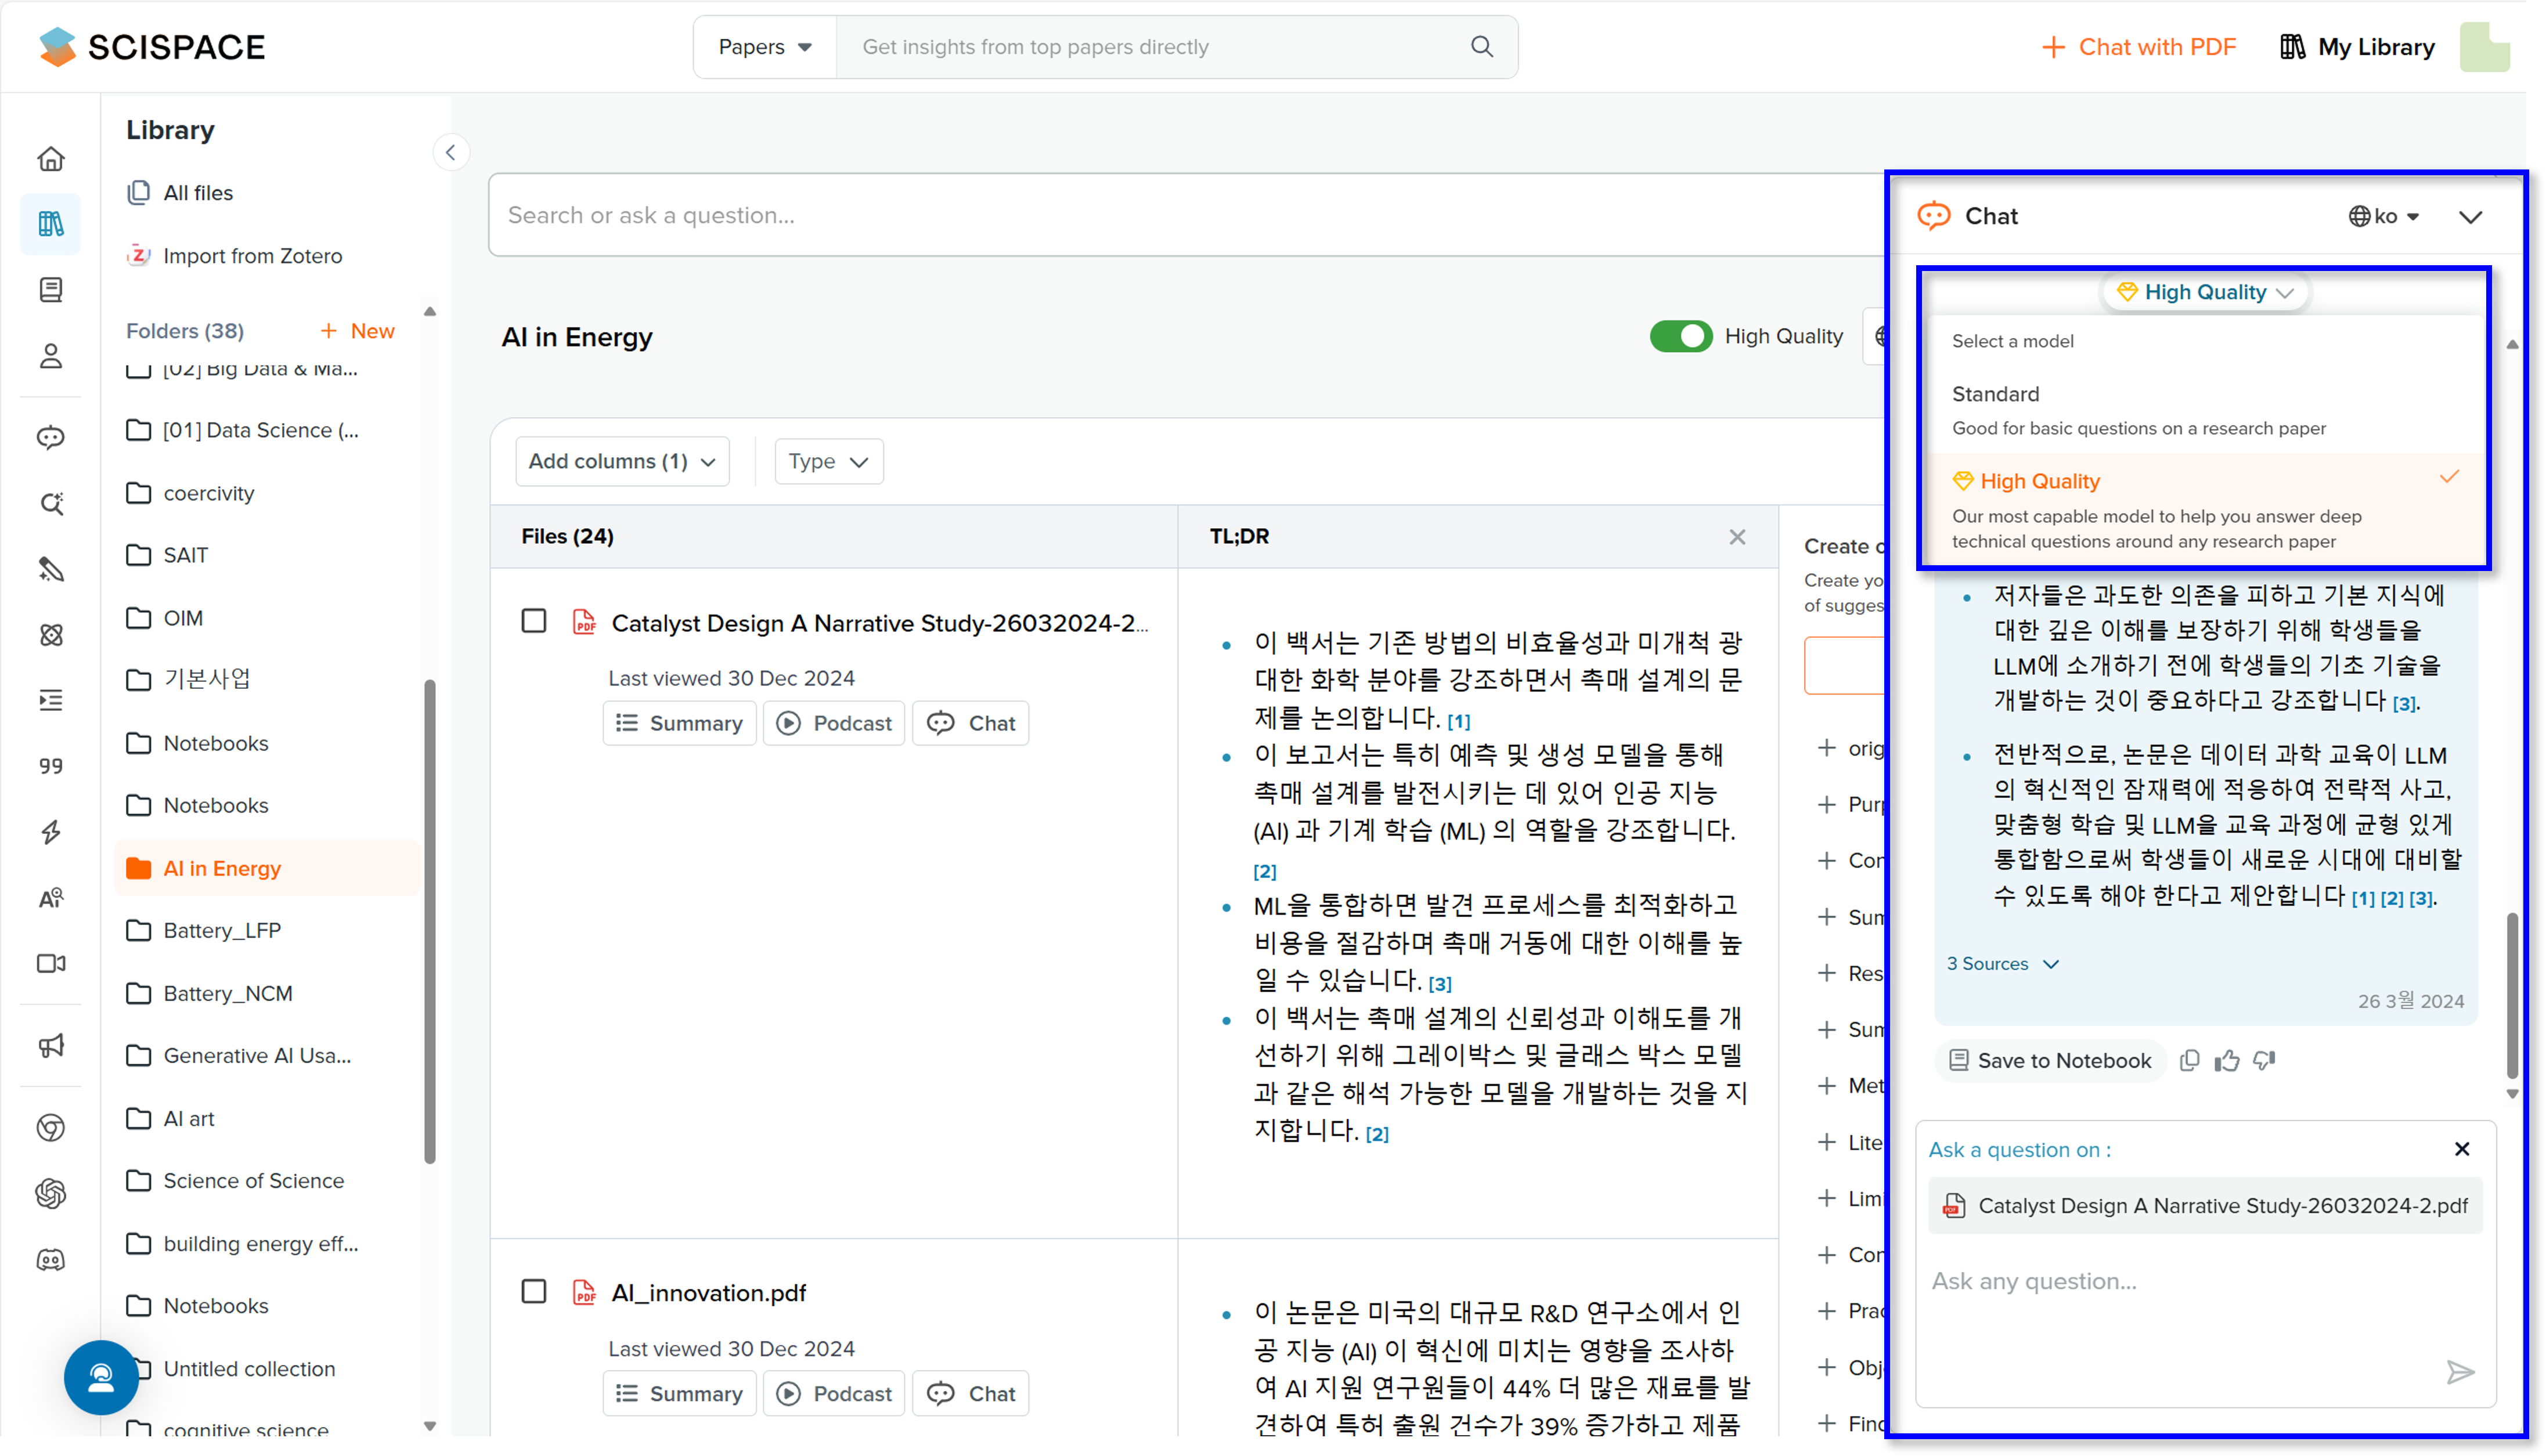 SCISPACE
Papers
Get insights from top papers directly
Chat with PDF
My Library
Library
All files
Import from Zotero
Folders (38)
+ New
[02] Big Data & Ma...
[01] Data Science (...
coercivity
SAIT
OIM
기본사업
Notebooks
Notebooks
AI in Energy
Battery_LFP
Battery_NCM
Generative AI Usa...
AI art
Science of Science
building energy eff...
Notebooks
Untitled collection
cognitive science
Search or ask a question...
AI in Energy
High Quality
Add columns (1)
Type
Files (24)
TL;DR
Catalyst Design A Narrative Study-26032024-2...
Last viewed 30 Dec 2024
Summary
Podcast
Chat
이 백서는 기존 방법의 비효율성과 미개척 광
대한 화학 분야를 강조하면서 촉매 설계의 문
제를 논의합니다. [1]
이 보고서는 특히 예측 및 생성 모델을 통해
촉매 설계를 발전시키는 데 있어 인공 지능
(AI) 과 기계 학습 (ML) 의 역할을 강조합니다.
[2]
ML을 통합하면 발견 프로세스를 최적화하고
비용을 절감하며 촉매 거동에 대한 이해를 높
일 수 있습니다. [3]
이 백서는 촉매 설계의 신뢰성과 이해도를 개
선하기 위해 그레이박스 및 글래스 박스 모델
과 같은 해석 가능한 모델을 개발하는 것을 지
지합니다. [2]
AI_innovation.pdf
Last viewed 30 Dec 2024
Summary
Podcast
Chat
이 논문은 미국의 대규모 R&D 연구소에서 인
공 지능 (AI) 이 혁신에 미치는 영향을 조사하
여 AI 지원 연구원들이 44% 더 많은 재료를 발
견하여 특허 출원 건수가 39% 증가하고 제품
Create c
Create yo
of sugges
+ orig
+ Purp
+ Con
+ Sum
+ Res
+ Sum
+ Met
+ Lite
+ Limi
+ Con
+ Prac
+ Obj
+ Find
Chat
ko
High Quality
Select a model
Standard
Good for basic questions on a research paper
High Quality
Our most capable model to help you answer deep
technical questions around any research paper
저자들은 과도한 의존을 피하고 기본 지식에
대한 깊은 이해를 보장하기 위해 학생들을
LLM에 소개하기 전에 학생들의 기초 기술을
개발하는 것이 중요하다고 강조합니다 [3].
전반적으로, 논문은 데이터 과학 교육이 LLM
의 혁신적인 잠재력에 적응하여 전략적 사고,
맞춤형 학습 및 LLM을 교육 과정에 균형 있게
통합함으로써 학생들이 새로운 시대에 대비할
수 있도록 해야 한다고 제안합니다 [1] [2] [3].
3 Sources
26 3월 2024
Save to Notebook
Ask a question on :
Catalyst Design A Narrative Study-26032024-2.pdf
Ask any question...